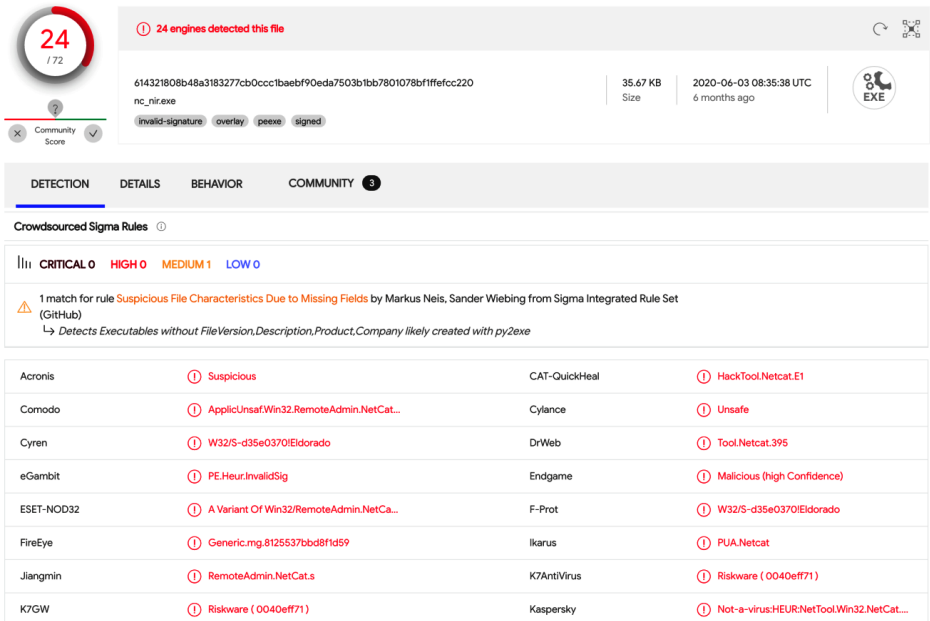 24
/ 72
?
Community
Score
24 engines detected this file
614321808b48a3183277cb0ccc1baebf90eda7503b1bb7801078bf1ffefcc220
nc_nir.exe
invalid-signature overlay peexe signed
35.67 KB
Size
2020-06-03 08:35:38 UTC
6 months ago
EXE
DETECTION DETAILS BEHAVIOR COMMUNITY 3
Crowdsourced Sigma Rules
CRITICAL 0 HIGH 0 MEDIUM 1 LOW 0
1 match for rule Suspicious File Characteristics Due to Missing Fields by Markus Neis, Sander Wiebing from Sigma Integrated Rule Set
(GitHub)
Detects Executables without FileVersion,Description,Product,Company likely created with py2exe
Acronis Suspicious CAT-QuickHeal HackTool.Netcat.E1
Comodo ApplicUnsaf.Win32.RemoteAdmin.NetCat... Cylance Unsafe
Cyren W32/S-d35e0370!Eldorado DrWeb Tool.Netcat.395
eGambit PE.Heur.InvalidSig Endgame Malicious (high Confidence)
ESET-NOD32 A Variant Of Win32/RemoteAdmin.NetCa... F-Prot W32/S-d35e0370!Eldorado
FireEye Generic.mg.8125537bbd8f1d59 Ikarus PUA.Netcat
Jiangmin RemoteAdmin.NetCat.s K7AntiVirus Riskware ( 0040eff71 )
K7GW Riskware ( 0040eff71 ) Kaspersky Not-a-virus:HEUR:NetTool.Win32.NetCat....